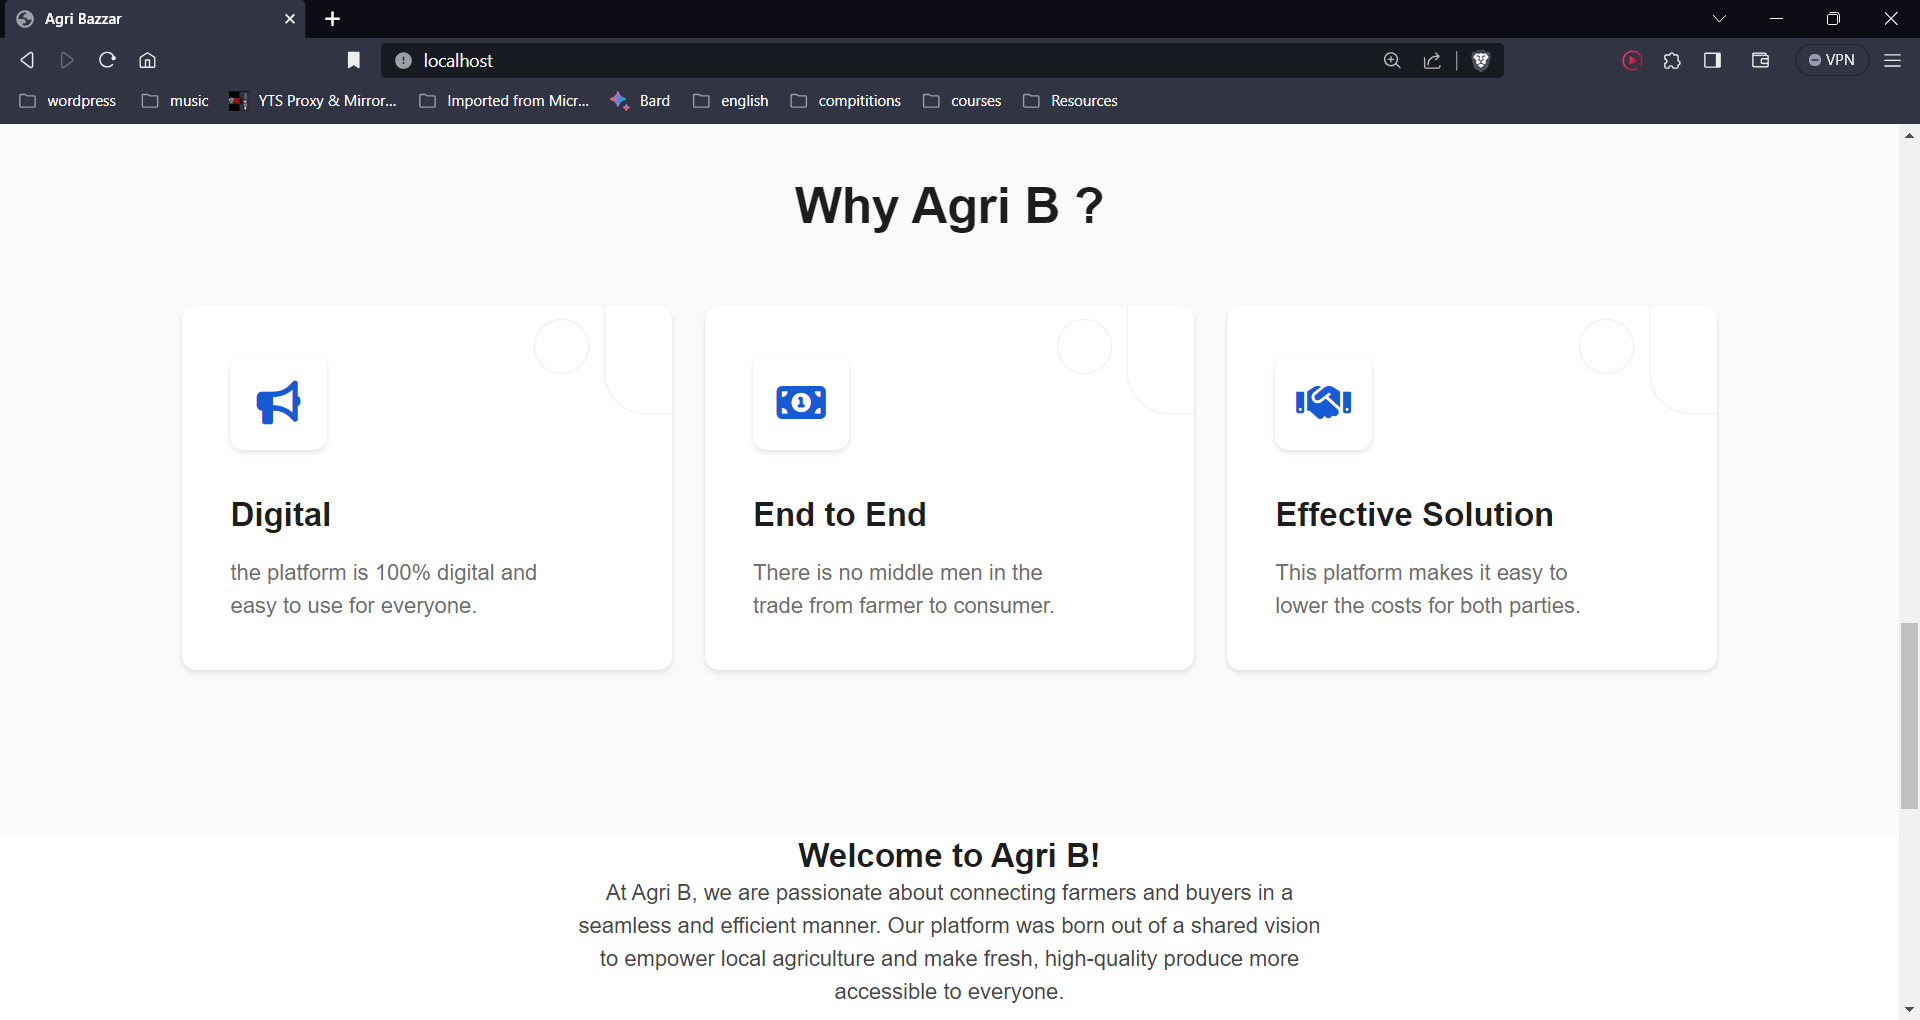 Agri Bazzar
localhost
VPN
wordpress
music
YTS Proxy & Mirror...
Imported from Micr...
Bard
english
compititions
courses
Resources
Why Agri B ?
Digital
the platform is 100% digital and
easy to use for everyone.
1
End to End
There is no middle men in the
trade from farmer to consumer.
Effective Solution
This platform makes it easy to
lower the costs for both parties.
Welcome to Agri B!
At Agri B, we are passionate about connecting farmers and buyers in a
seamless and efficient manner. Our platform was born out of a shared vision
to empower local agriculture and make fresh, high-quality produce more
accessible to everyone.